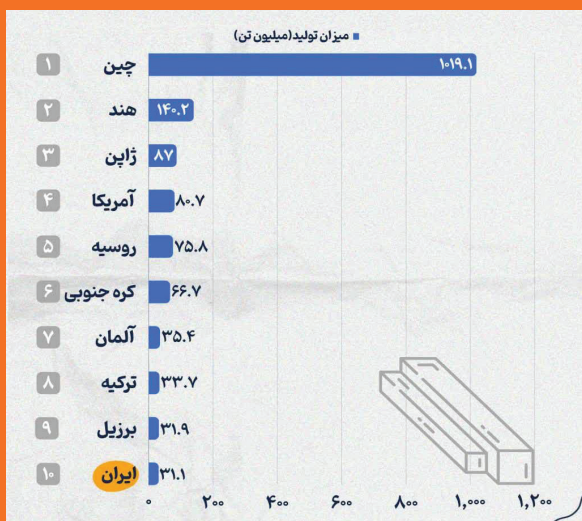 میزان تولید(میلیون تن)
۱ چین ۱۰۱۹.۱
۲ هند ۱۴۰.۲
۳ ژاپن ۸۷
۴ آمریکا ۸۰.۷
۵ روسیه ۷۵.۸
۶ کره جنوبی ۶۶.۷
۷ آلمان ۳۵.۴
۸ ترکیه ۳۳.۷
۹ برزیل ۳۱.۹
۱۰ ایران ۳۱.۱
۰ ۲۰۰ ۴۰۰ ۶۰۰ ۸۰۰ ۱,۰۰۰ ۱,۲۰۰